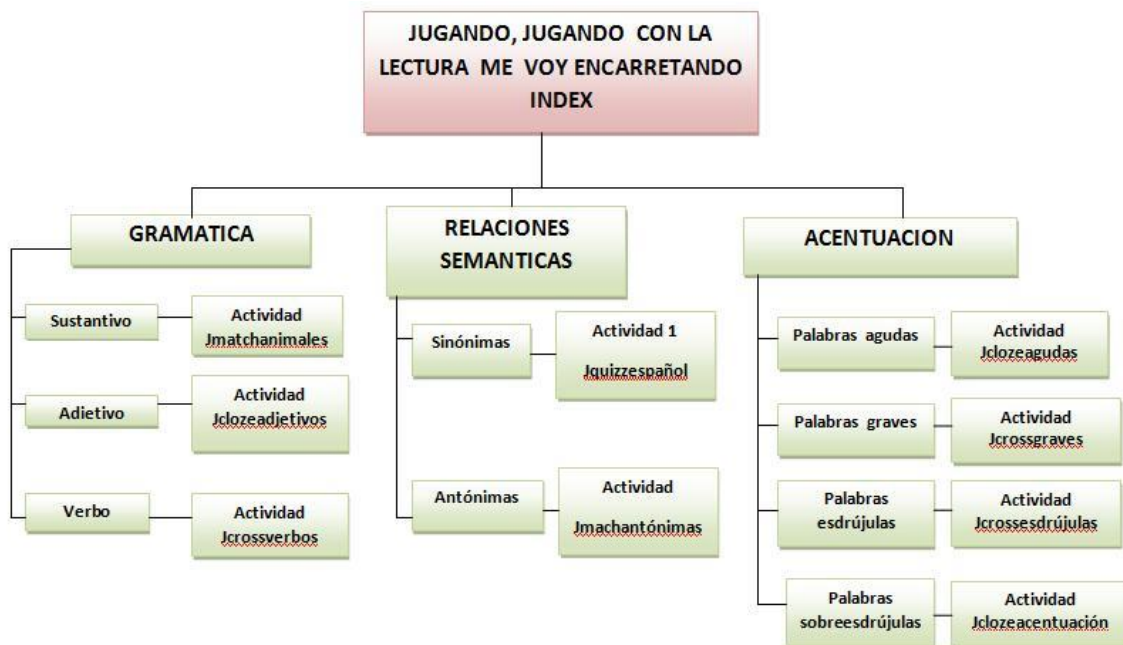 JUGANDO, JUGANDO CON LA
LECTURA ME VOY ENCARRETANDO
INDEX
GRAMATICA
Sustantivo
Actividad
Jmatchanimales
Adietivo
Actividad
Jclozeadjetivos
Verbo
Actividad
Jcrossverbos
RELACIONES
SEMANTICAS
Sinónimas
Actividad 1
Jquizzespañol
Antónimas
Actividad
Jmachantónimas
ACENTUACION
Palabras agudas
Actividad
Jclozeagudas
Palabras graves
Actividad
Jcrossgraves
Palabras
esdrújulas
Actividad
Jcrossesdrújulas
Palabras
sobreesdrújulas
Actividad
Jclozeacentuación